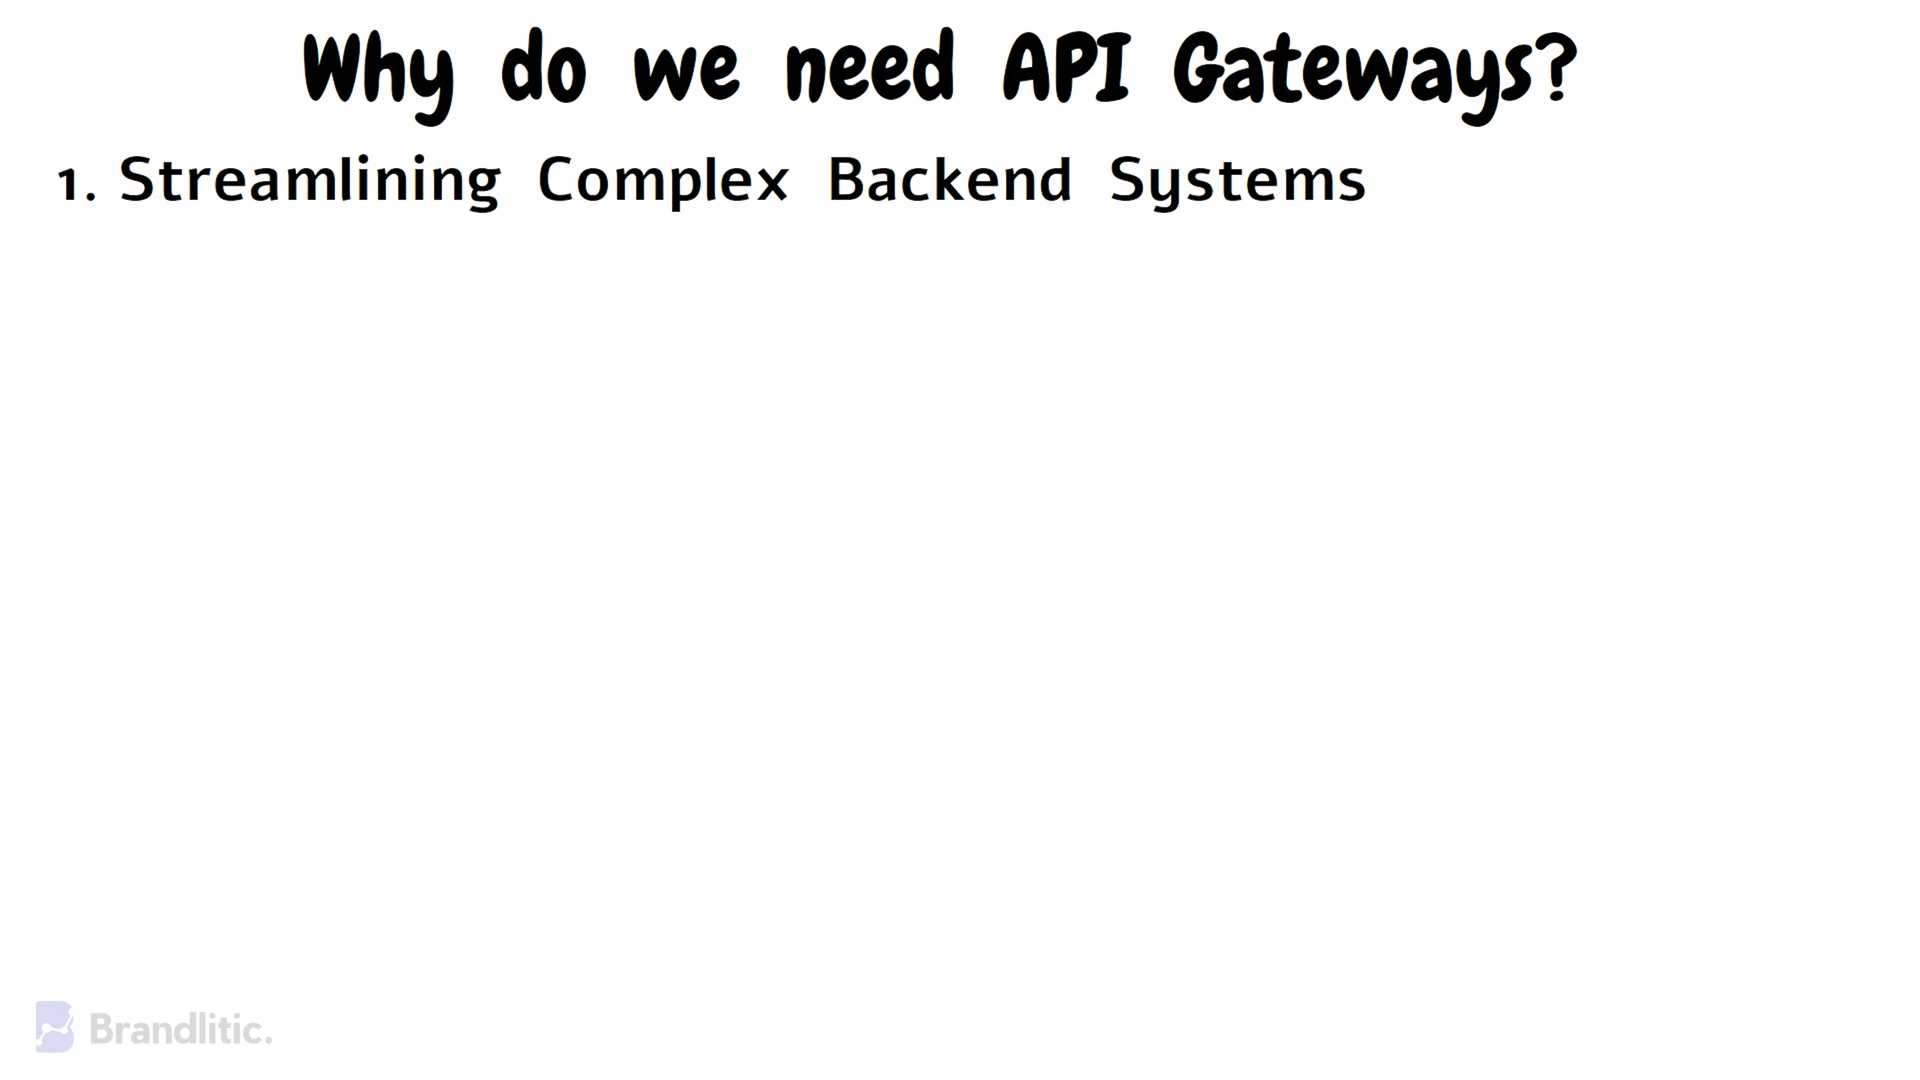 Why do we need API Gateways?
1. Streamlining Complex Backend Systems
Brandlitic.